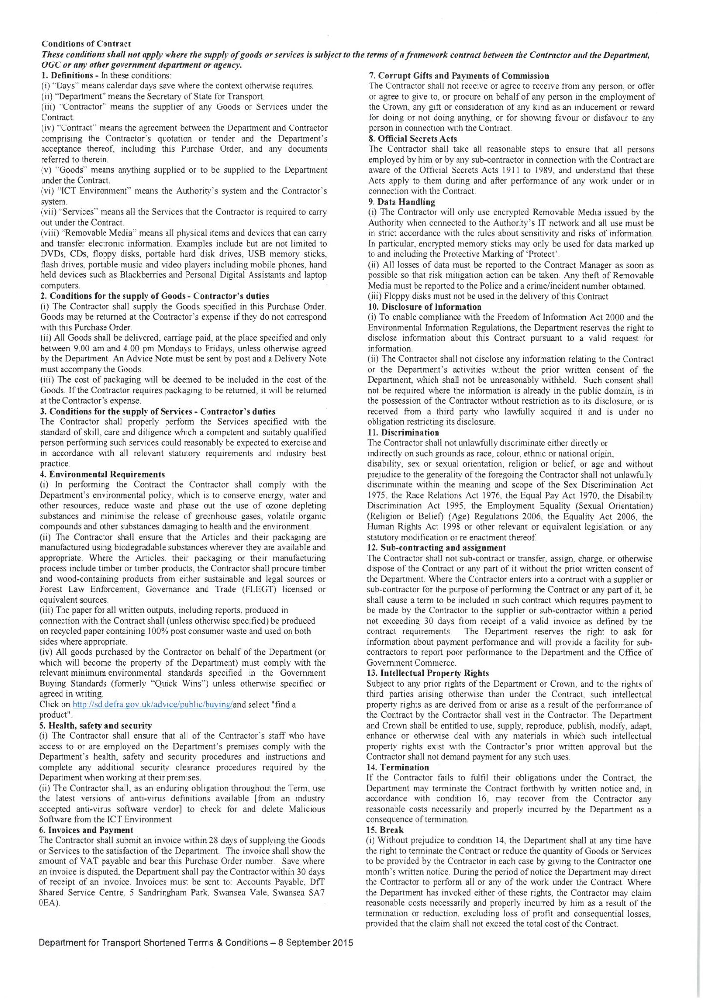 Conditions of Contract
These conditions shall not apply where the supply of goods or services is subject to the terms of a framework contract between the Contractor and the Department,
OGC or any other government department or agency.
1. Definitions - In these conditions:
(i) “Days” means calendar days save where the context otherwise requires.
(ii) “Department” means the Secretary of State for Transport.
(iii) “Contractor” means the supplier of any Goods or Services under the
Contract.
(iv) “Contract” means the agreement between the Department and Contractor
comprising the Contractor’s quotation or tender and the Department’s
acceptance thereof, including this Purchase Order, and any documents
referred to therein.
(v) “Goods” means anything supplied or to be supplied to the Department
under the Contract.
(vi) “ICT Environment” means the Authority’s system and the Contractor’s
system.
(vii) “Services” means all the Services that the Contractor is required to carry
out under the Contract.
(viii) “Removable Media” means all physical items and devices that can carry
and transfer electronic information. Examples include but are not limited to
DVDs, CDs, floppy disks, portable hard disk drives, USB memory sticks,
flash drives, portable music and video players including mobile phones, hand
held devices such as Blackberries and Personal Digital Assistants and laptop
computers.
2. Conditions for the supply of Goods - Contractor’s duties
(i) The Contractor shall supply the Goods specified in this Purchase Order.
Goods may be returned at the Contractor’s expense if they do not correspond
with this Purchase Order.
(ii) All Goods shall be delivered, carriage paid, at the place specified and only
between 9.00 am and 4.00 pm Mondays to Fridays, unless otherwise agreed
by the Department. An Advice Note must be sent by post and a Delivery Note
must accompany the Goods.
(iii) The cost of packaging will be deemed to be included in the cost of the
Goods. If the Contractor requires packaging to be returned, it will be returned
at the Contractor’s expense.
3. Conditions for the supply of Services - Contractor’s duties
The Contractor shall properly perform the Services specified with the
standard of skill, care and diligence which a competent and suitably qualified
person performing such services could reasonably be expected to exercise and
in accordance with all relevant statutory requirements and industry best
practice.
4. Environmental Requirements
(i) In performing the Contract the Contractor shall comply with the
Department’s environmental policy, which is to conserve energy, water and
other resources, reduce waste and phase out the use of ozone depleting
substances and minimise the release of greenhouse gases, volatile organic
compounds and other substances damaging to health and the environment.
(ii) The Contractor shall ensure that the Articles and their packaging are
manufactured using biodegradable substances wherever they are available and
appropriate. Where the Articles, their packaging or their manufacturing
process include timber or timber products, the Contractor shall procure timber
and wood-containing products from either sustainable and legal sources or
Forest Law Enforcement, Governance and Trade (FLEGT) licensed or
equivalent sources.
(iii) The paper for all written outputs, including reports, produced in
connection with the Contract shall (unless otherwise specified) be produced
on recycled paper containing 100% post consumer waste and used on both
sides where appropriate.
(iv) All goods purchased by the Contractor on behalf of the Department (or
which will become the property of the Department) must comply with the
relevant minimum environmental standards specified in the Government
Buying Standards (formerly “Quick Wins”) unless otherwise specified or
agreed in writing.
Click on http://sd.defra.gov.uk/advice/public/buying/and select "find a
product".
5. Health, safety and security
(i) The Contractor shall ensure that all of the Contractor’s staff who have
access to or are employed on the Department’s premises comply with the
Department’s health, safety and security procedures and instructions and
complete any additional security clearance procedures required by the
Department when working at their premises.
(ii) The Contractor shall, as an enduring obligation throughout the Term, use
the latest versions of anti-virus definitions available [from an industry
accepted anti-virus software vendor] to check for and delete Malicious
Software from the ICT Environment
6. Invoices and Payment
The Contractor shall submit an invoice within 28 days of supplying the Goods
or Services to the satisfaction of the Department. The invoice shall show the
amount of VAT payable and bear this Purchase Order number. Save where
an invoice is disputed, the Department shall pay the Contractor within 30 days
of receipt of an invoice. Invoices must be sent to: Accounts Payable, DfT
Shared Service Centre, 5 Sandringham Park, Swansea Vale, Swansea SA7
0EA).
7. Corrupt Gifts and Payments of Commission
The Contractor shall not receive or agree to receive from any person, or offer
or agree to give to, or procure on behalf of any person in the employment of
the Crown, any gift or consideration of any kind as an inducement or reward
for doing or not doing anything, or for showing favour or disfavour to any
person in connection with the Contract.
8. Official Secrets Acts
The Contractor shall take all reasonable steps to ensure that all persons
employed by him or by any sub-contractor in connection with the Contract are
aware of the Official Secrets Acts 1911 to 1989, and understand that these
Acts apply to them during and after performance of any work under or in
connection with the Contract.
9. Data Handling
(i) The Contractor will only use encrypted Removable Media issued by the
Authority when connected to the Authority’s IT network and all use must be
in strict accordance with the rules about sensitivity and risks of information.
In particular, encrypted memory sticks may only be used for data marked up
to and including the Protective Marking of ‘Protect’.
(ii) All losses of data must be reported to the Contract Manager as soon as
possible so that risk mitigation action can be taken. Any theft of Removable
Media must be reported to the Police and a crime/incident number obtained.
(iii) Floppy disks must not be used in the delivery of this Contract
10. Disclosure of Information
(i) To enable compliance with the Freedom of Information Act 2000 and the
Environmental Information Regulations, the Department reserves the right to
disclose information about this Contract pursuant to a valid request for
information.
(ii) The Contractor shall not disclose any information relating to the Contract
or the Department’s activities without the prior written consent of the
Department, which shall not be unreasonably withheld. Such consent shall
not be required where the information is already in the public domain, is in
the possession of the Contractor without restriction as to its disclosure, or is
received from a third party who lawfully acquired it and is under no
obligation restricting its disclosure.
11. Discrimination
The Contractor shall not unlawfully discriminate either directly or
indirectly on such grounds as race, colour, ethnic or national origin,
disability, sex or sexual orientation, religion or belief, or age and without
prejudice to the generality of the foregoing the Contractor shall not unlawfully
discriminate within the meaning and scope of the Sex Discrimination Act
1975, the Race Relations Act 1976, the Equal Pay Act 1970, the Disability
Discrimination Act 1995, the Employment Equality (Sexual Orientation)
(Religion or Belief) (Age) Regulations 2006, the Equality Act 2006, the
Human Rights Act 1998 or other relevant or equivalent legislation, or any
statutory modification or re enactment thereof.
12. Sub-contracting and assignment
The Contractor shall not sub-contract or transfer, assign, charge, or otherwise
dispose of the Contract or any part of it without the prior written consent of
the Department. Where the Contractor enters into a contract with a supplier or
sub-contractor for the purpose of performing the Contract or any part of it, he
shall cause a term to be included in such contract which requires payment to
be made by the Contractor to the supplier or sub-contractor within a period
not exceeding 30 days from receipt of a valid invoice as defined by the
contract requirements. The Department reserves the right to ask for
information about payment performance and will provide a facility for sub-
contractors to report poor performance to the Department and the Office of
Government Commerce.
13. Intellectual Property Rights
Subject to any prior rights of the Department or Crown, and to the rights of
third parties arising otherwise than under the Contract, such intellectual
property rights as are derived from or arise as a result of the performance of
the Contract by the Contractor shall vest in the Contractor. The Department
and Crown shall be entitled to use, supply, reproduce, publish, modify, adapt,
enhance or otherwise deal with any materials in which such intellectual
property rights exist with the Contractor’s prior written approval but the
Contractor shall not demand payment for any such uses.
14. Termination
If the Contractor fails to fulfil their obligations under the Contract, the
Department may terminate the Contract forthwith by written notice and, in
accordance with condition 16, may recover from the Contractor any
reasonable costs necessarily and properly incurred by the Department as a
consequence of termination.
15. Break
(i) Without prejudice to condition 14, the Department shall at any time have
the right to terminate the Contract or reduce the quantity of Goods or Services
to be provided by the Contractor in each case by giving to the Contractor one
month’s written notice. During the period of notice the Department may direct
the Contractor to perform all or any of the work under the Contract. Where
the Department has invoked either of these rights, the Contractor may claim
reasonable costs necessarily and properly incurred by him as a result of the
termination or reduction, excluding loss of profit and consequential losses,
provided that the claim shall not exceed the total cost of the Contract.
Department for Transport Shortened Terms & Conditions – 8 September 2015